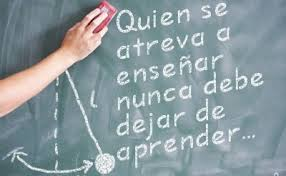 Quien se
atreva a
enseñar
nunca debe
dejar de
aprender...
l